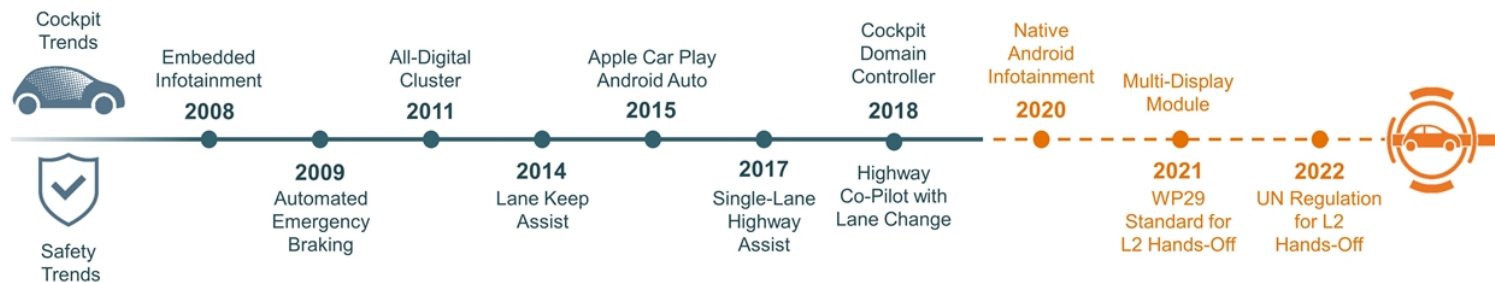 Cockpit
Trends
Embedded
Infotainment
2008
All-Digital
Cluster
2011
Apple Car Play
Android Auto
2015
Cockpit
Domain
Controller
2018
Native
Android
Infotainment
2020
Multi-Display
Module
Safety
Trends
2009
Automated
Emergency
Braking
2014
Lane Keep
Assist
2017
Single-Lane
Highway
Assist
Highway
Co-Pilot with
Lane Change
2021
WP29
Standard for
L2 Hands-Off
2022
UN Regulation
for L2
Hands-Off